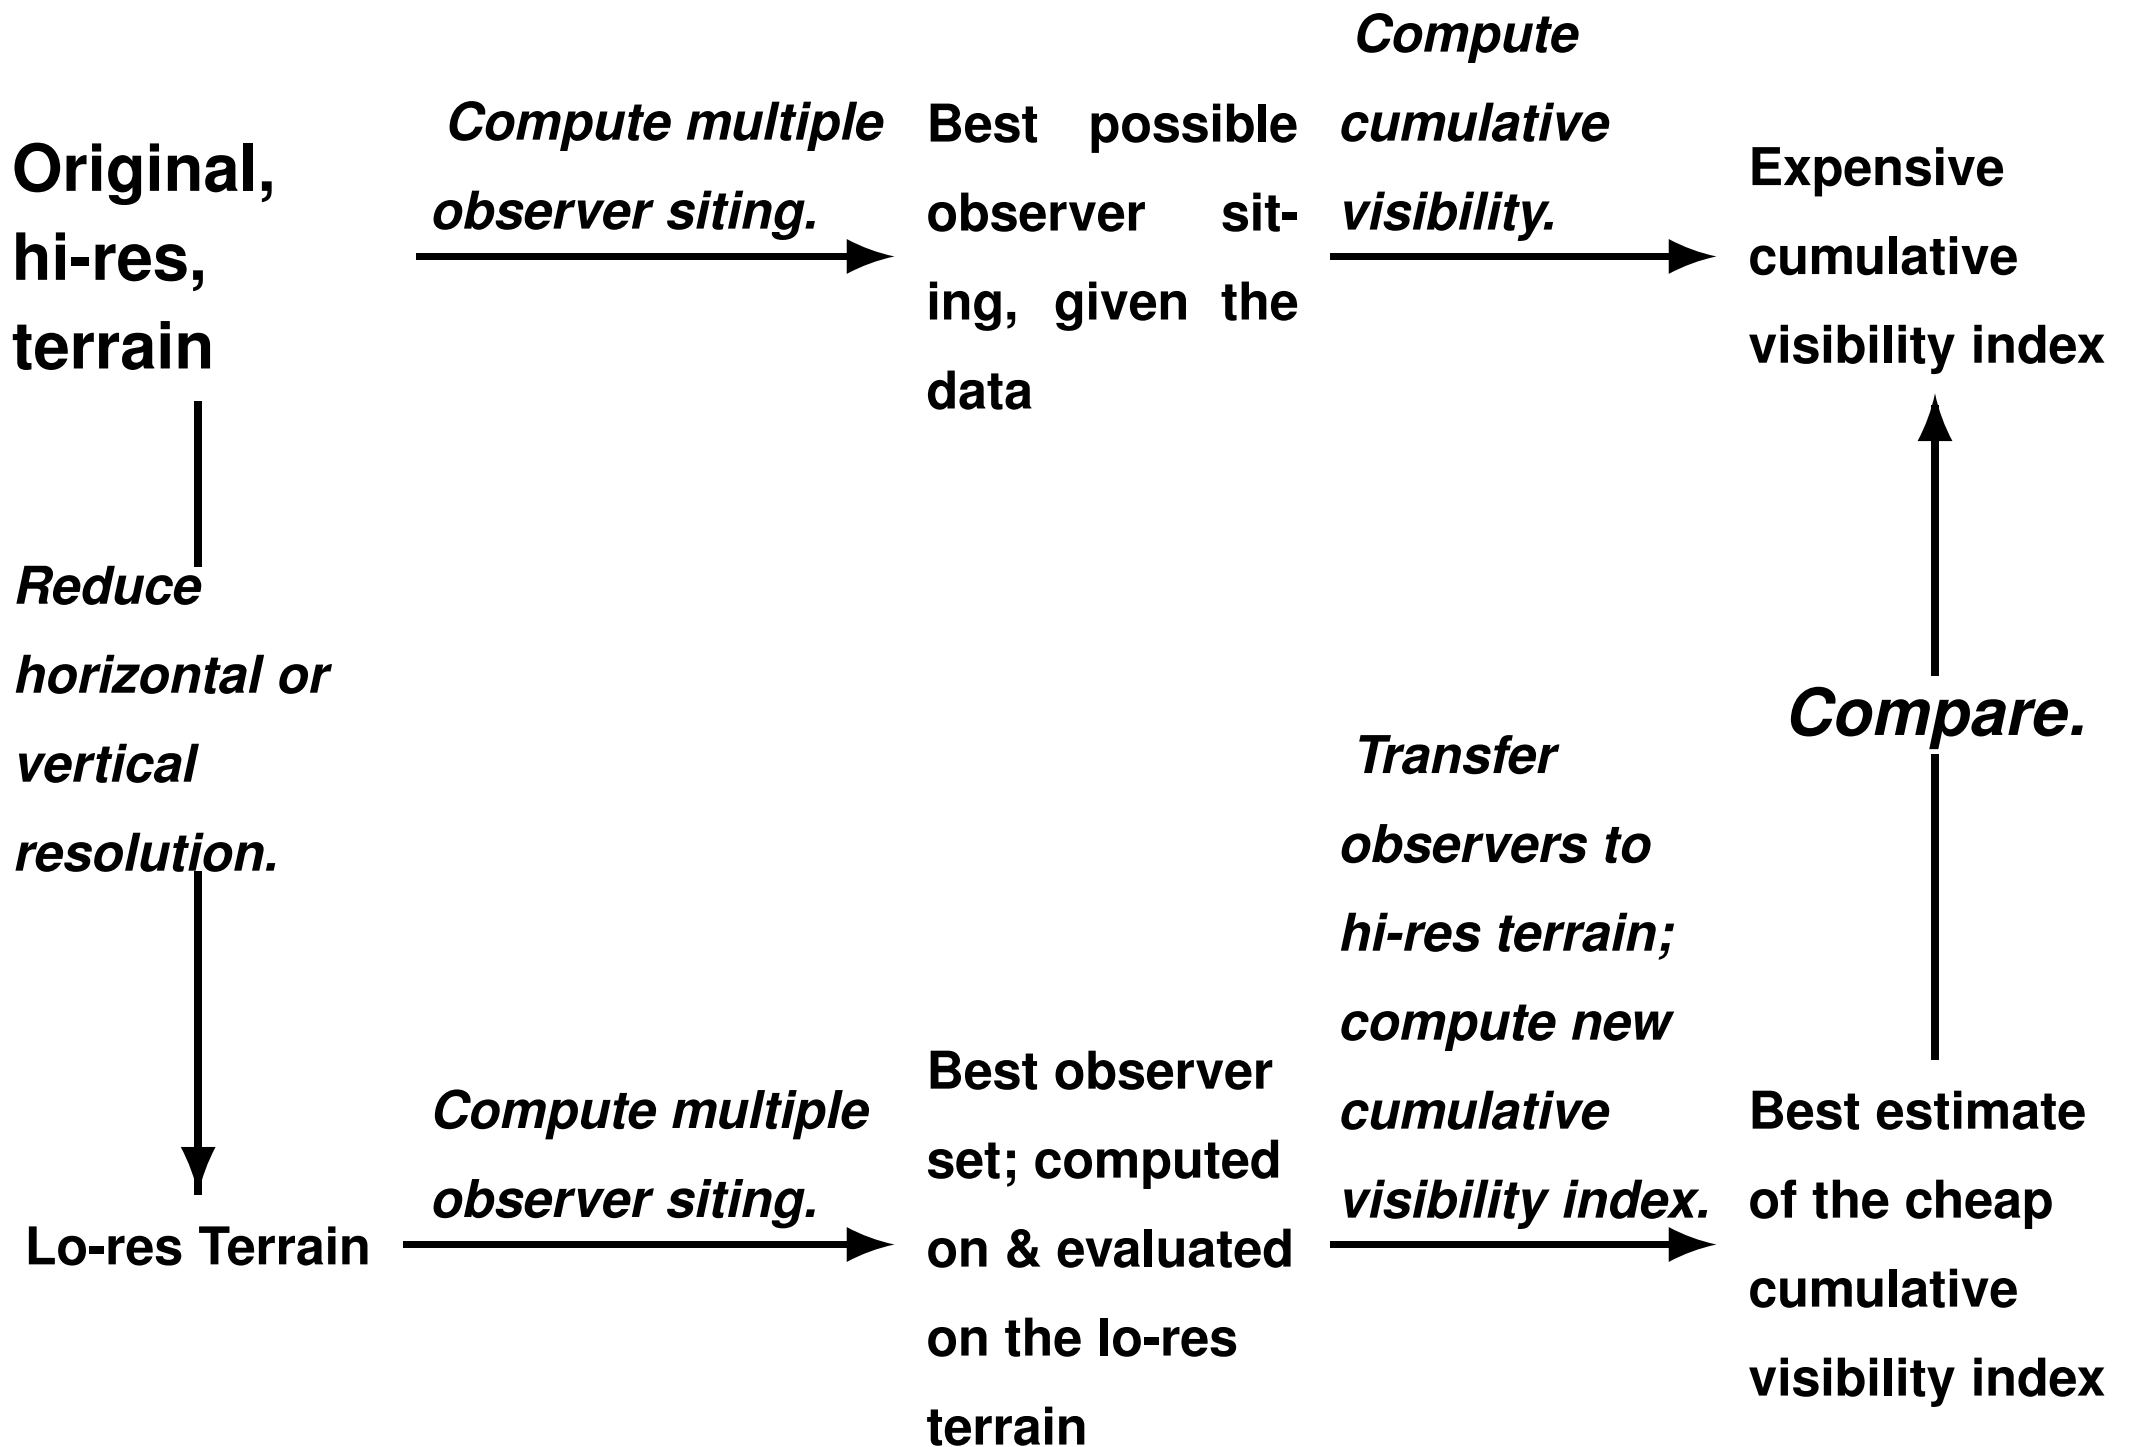 Original,
hi-res,
terrain
Compute multiple
observer siting.
Best possible
observer sit-
ing, given the
data
Compute
cumulative
visibility.
Expensive
cumulative
visibility index
Reduce
horizontal or
vertical
resolution.
Compare.
Lo-res Terrain
Compute multiple
observer siting.
Best observer
set; computed
on & evaluated
on the lo-res
terrain
Transfer
observers to
hi-res terrain;
compute new
cumulative
visibility index.
Best estimate
of the cheap
cumulative
visibility index